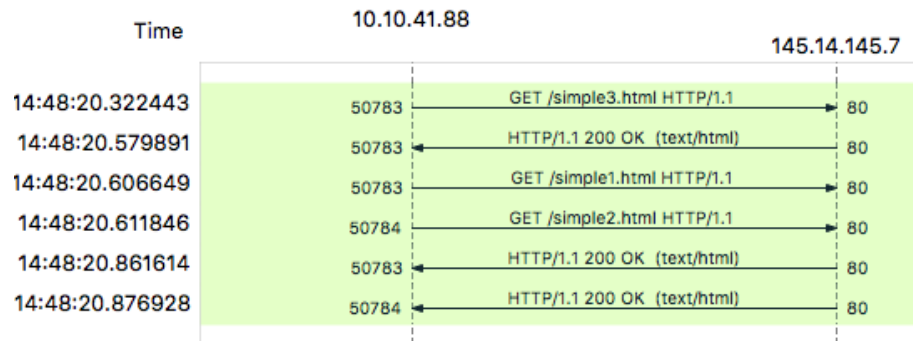 10.10.41.88
Time
145.14.145.7
14:48:20.322443 50783 GET /simple3.html HTTP/1.1 80
14:48:20.579891 50783 HTTP/1.1 200 OK (text/html) 80
14:48:20.606649 50783 GET /simple1.html HTTP/1.1 80
14:48:20.611846 50784 GET /simple2.html HTTP/1.1 80
14:48:20.861614 50783 HTTP/1.1 200 OK (text/html) 80
14:48:20.876928 50784 HTTP/1.1 200 OK (text/html) 80